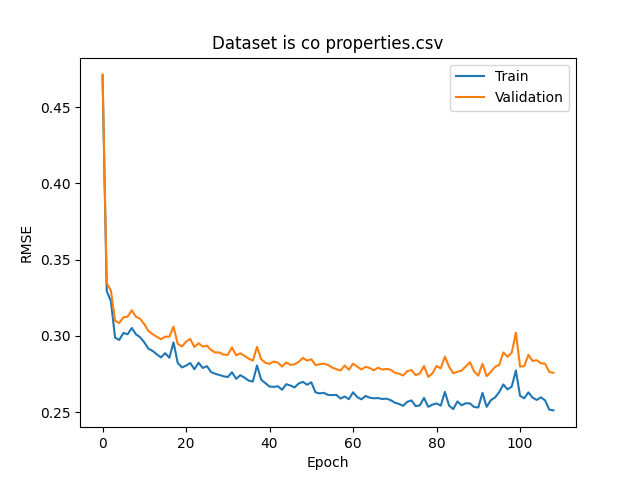 Dataset is co properties.csv
Train
Validation
RMSE
0.45
0.40
0.35
0.30
0.25
0 20 40 60 80 100
Epoch